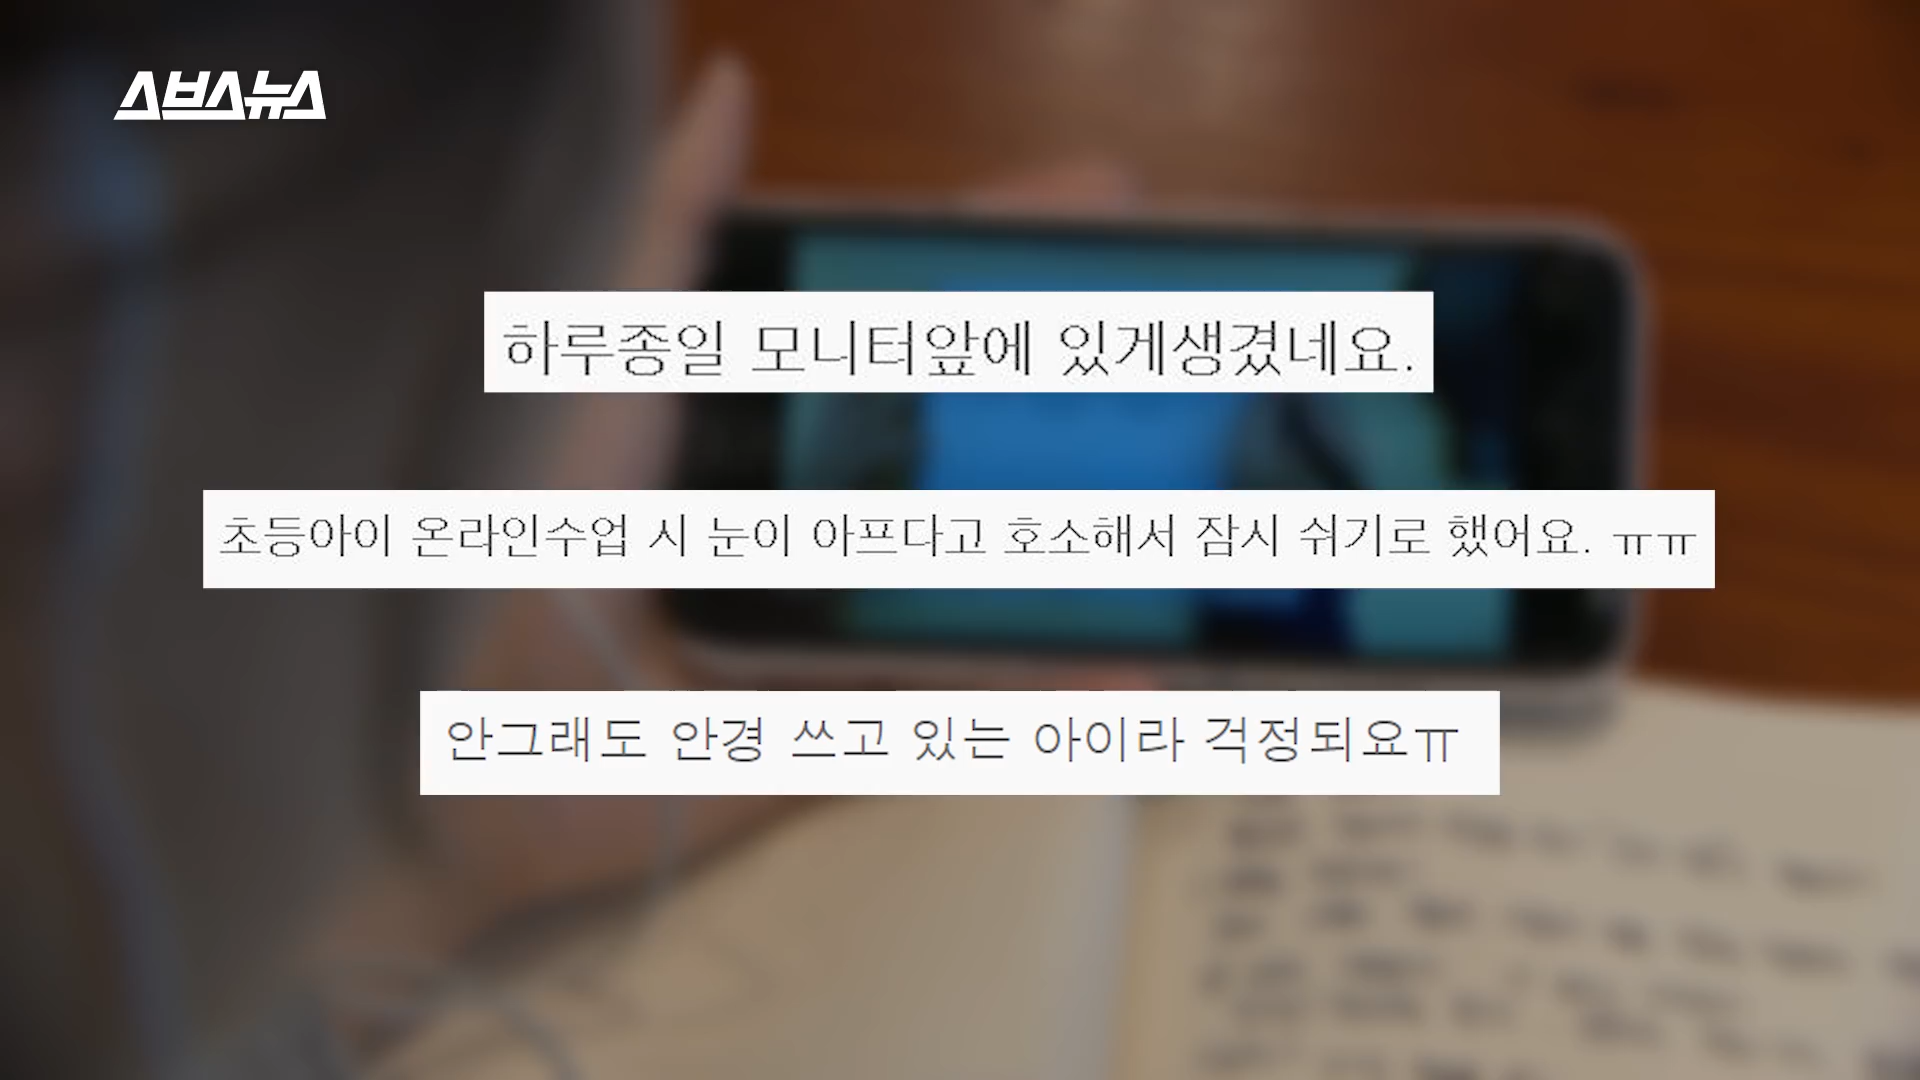 스브스뉴스
하루종일 모니터앞에 있게생겼네요.
초등아이 온라인수업 시 눈이 아프다고 호소해서 잠시 쉬기로 했어요. ㅠㅠ
안그래도 안경 쓰고 있는 아이라 걱정되요ㅠ